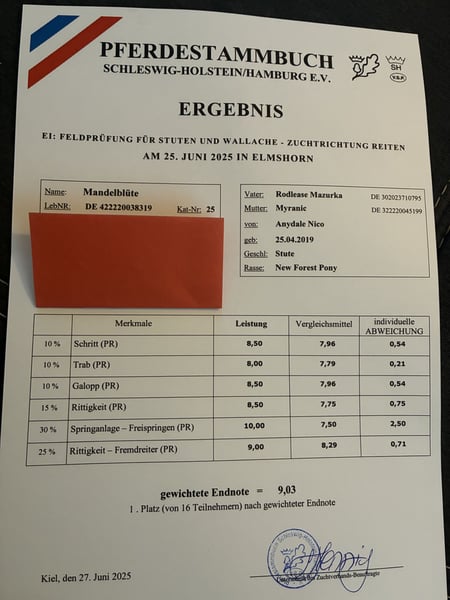 PFERDESTAMMBUCH
SCHLESWIG-HOLSTEIN/HAMBURG E.V.
SH
V.S.P.
ERGEBNIS
EI: FELDPRÜFUNG FÜR STUTEN UND WALLACHE - ZUCHTRICHTUNG REITEN
AM 25. JUNI 2025 IN ELMSHORN
Name: Mandelblüte
LebNR: DE 422220038319 Kat-Nr: 25
Vater: Rodlease Mazurka DE 302023710795
Mutter: Myranic DE 322220045199
von: Anydale Nico
geb: 25.04.2019
Geschl: Stute
Rasse: New Forest Pony
Merkmale Leistung Vergleichsmittel individuelle ABWEICHUNG
10 % Schritt (PR) 8,50 7,96 0,54
10 % Trab (PR) 8,00 7,79 0,21
10 % Galopp (PR) 8,50 7,96 0,54
15 % Rittigkeit (PR) 8,50 7,75 0,75
30 % Springanlage – Freispringen (PR) 10,00 7,50 2,50
25 % Rittigkeit – Fremdreiter (PR) 9,00 8,29 0,71
gewichtete Endnote = 9,03
1 . Platz (von 16 Teilnehmern) nach gewichteter Endnote
Kiel, den 27. Juni 2025
der Zuchtverbands-Beauftragte